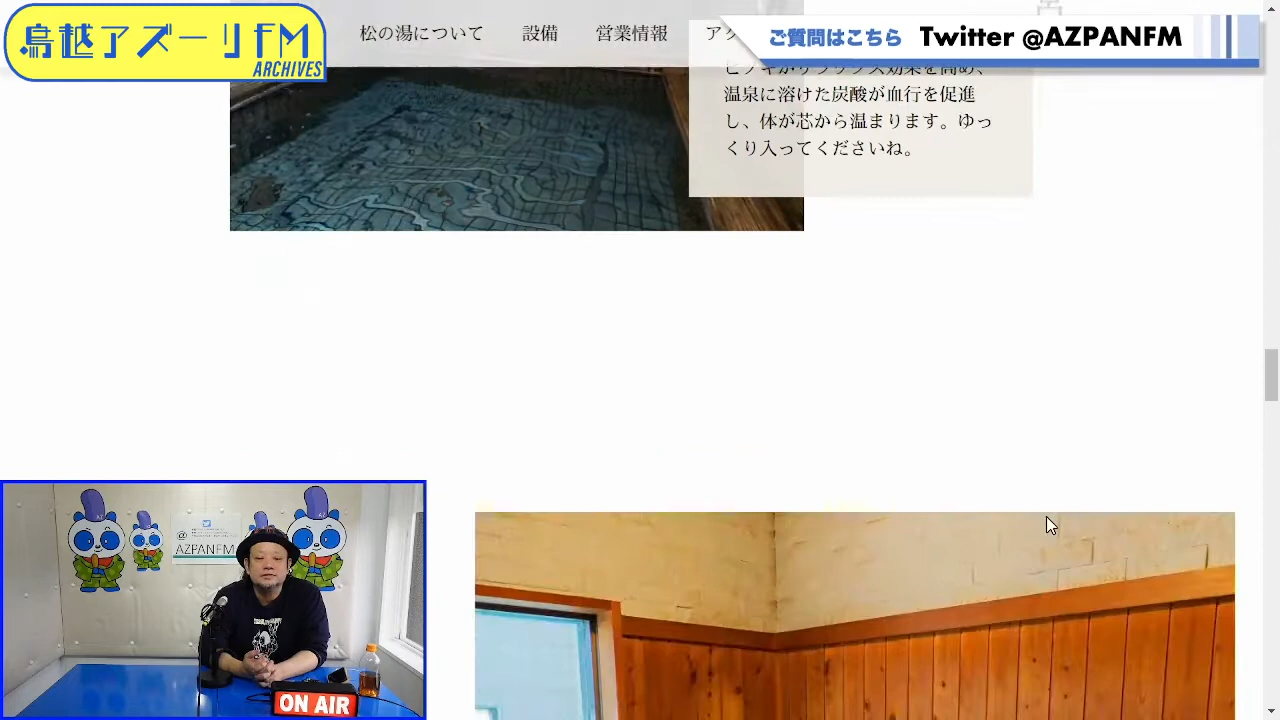 鳥越アズーリFM
ARCHIVES
松の湯について 設備 営業情報
ご質問はこちら Twitter @AZPANFM
温泉に溶けた炭酸が血行を促進
し、体が芯から温まります。ゆっ
くり入ってくださいね。
@
AZPANFM
ON AIR